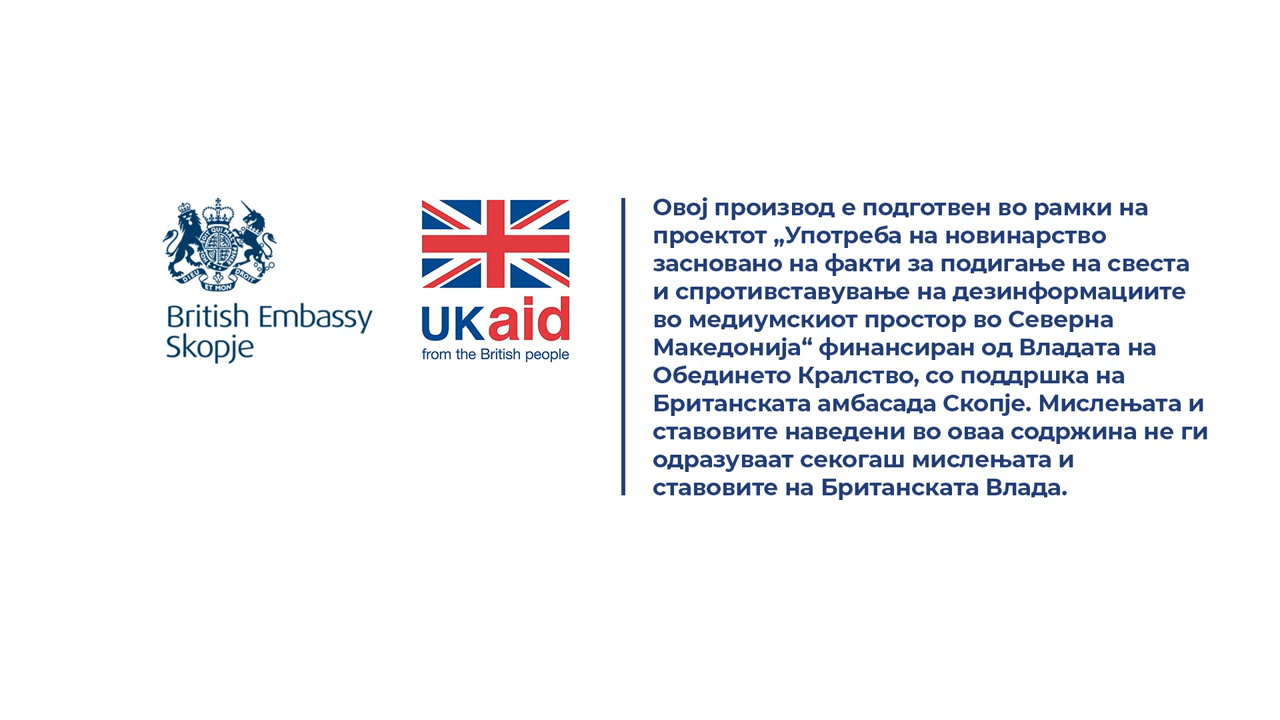 British Embassy
Skopje
UKaid
from the British people
Овој производ е подготвен во рамки на
проектот „Употреба на новинарство
засновано на факти за подигање на свеста
и спротивставување на дезинформациите
во медиумскиот простор во Северна
Македонија“ финансиран од Владата на
Обединето Кралство, со поддршка на
Британската амбасада Скопје. Мислењата и
ставовите наведени во оваа содржина не ги
одразуваат секогаш мислењата и
ставовите на Британската Влада.